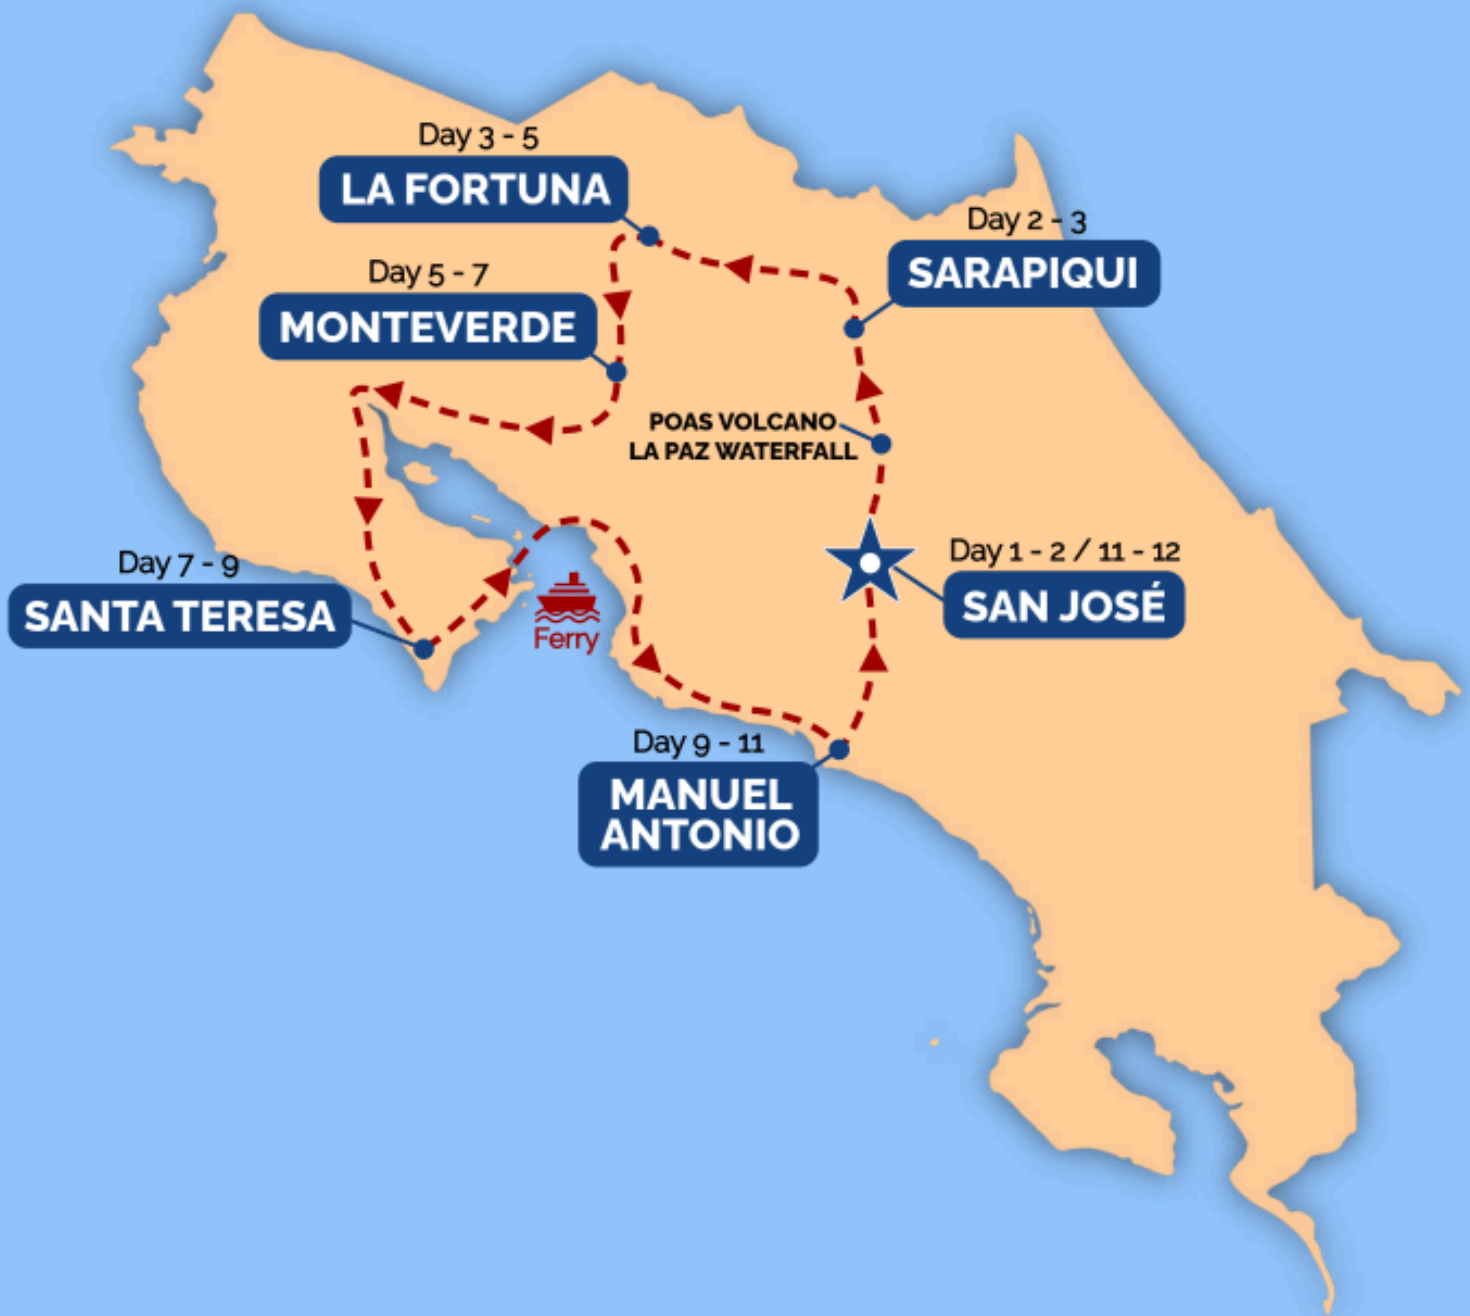 Day 3 - 5
LA FORTUNA
Day 2 - 3
SARAPIQUI
Day 5 - 7
MONTEVERDE
POAS VOLCANO
LA PAZ WATERFALL
Day 1 - 2 / 11 - 12
SAN JOSÉ
Day 7 - 9
SANTA TERESA
Ferry
Day 9 - 11
MANUEL
ANTONIO